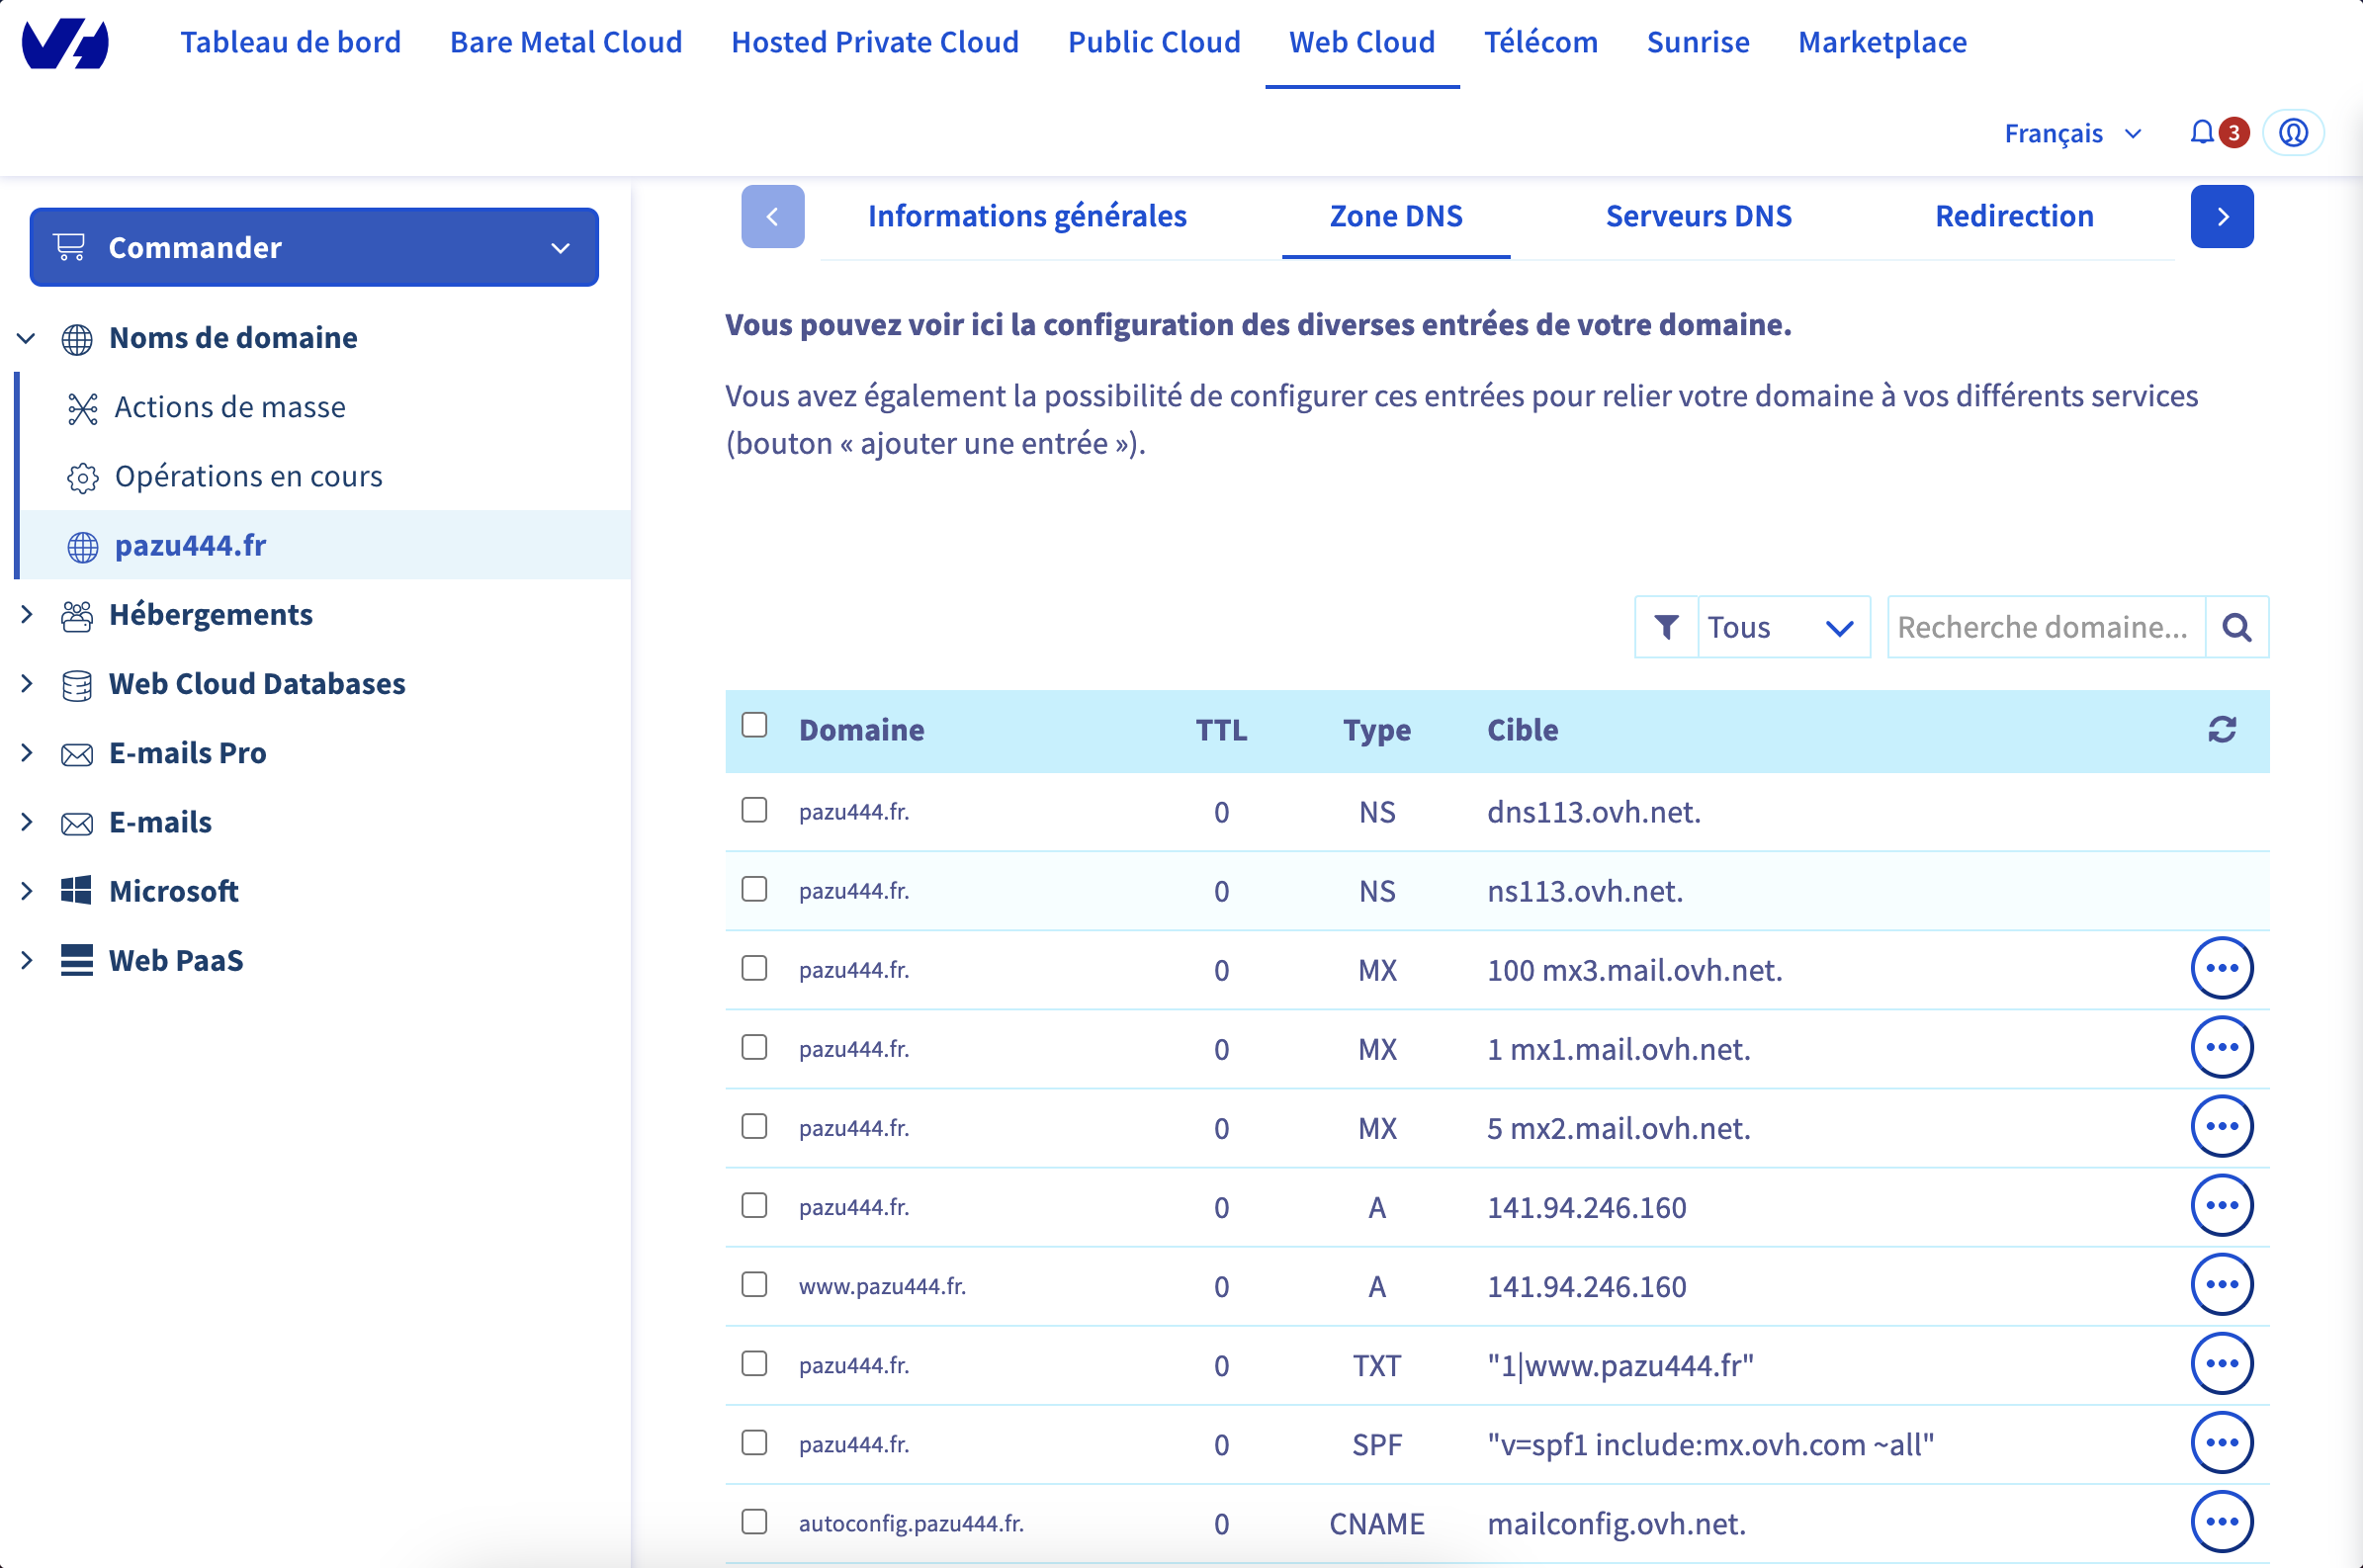 Tableau de bord Bare Metal Cloud Hosted Private Cloud Public Cloud Web Cloud Télécom Sunrise Marketplace
Français 3
Commander
Noms de domaine
Actions de masse
Opérations en cours
pazu444.fr
Hébergements
Web Cloud Databases
E-mails Pro
E-mails
Microsoft
Web PaaS
Informations générales Zone DNS Serveurs DNS Redirection
Vous pouvez voir ici la configuration des diverses entrées de votre domaine.
Vous avez également la possibilité de configurer ces entrées pour relier votre domaine à vos différents services
(bouton « ajouter une entrée »).
Tous Recherche domaine...
Domaine TTL Type Cible
pazu444.fr. 0 NS dns113.ovh.net.
pazu444.fr. 0 NS ns113.ovh.net.
pazu444.fr. 0 MX 100 mx3.mail.ovh.net.
pazu444.fr. 0 MX 1 mx1.mail.ovh.net.
pazu444.fr. 0 MX 5 mx2.mail.ovh.net.
pazu444.fr. 0 A 141.94.246.160
www.pazu444.fr. 0 A 141.94.246.160
pazu444.fr. 0 TXT "1|www.pazu444.fr"
pazu444.fr. 0 SPF "v=spf1 include:mx.ovh.com ~all"
autoconfig.pazu444.fr. 0 CNAME mailconfig.ovh.net.